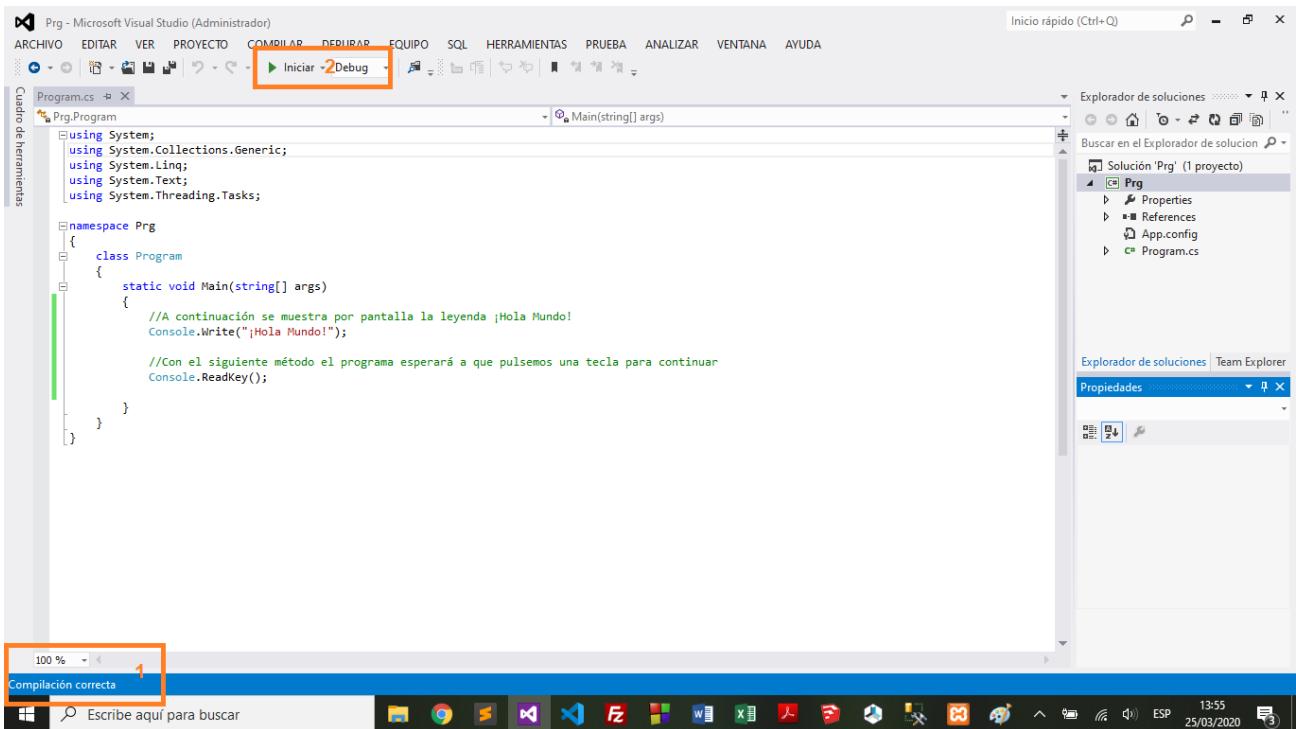 Prg - Microsoft Visual Studio (Administrador)
Inicio rápido (Ctrl+Q)
ARCHIVO EDITAR VER PROYECTO COMPILAR DEPURAR EQUIPO SQL HERRAMIENTAS PRUEBA ANALIZAR VENTANA AYUDA
Iniciar 2 Debug
Cuadro de herramientas
Program.cs
Prg.Program
Main(string[] args)
using System;
using System.Collections.Generic;
using System.Linq;
using System.Text;
using System.Threading.Tasks;
namespace Prg
{
class Program
{
static void Main(string[] args)
{
//A continuación se muestra por pantalla la leyenda ¡Hola Mundo!
Console.Write("¡Hola Mundo!");
//Con el siguiente método el programa esperará a que pulsemos una tecla para continuar
Console.ReadKey();
}
}
}
Explorador de soluciones
Buscar en el Explorador de solucion
Solución 'Prg' (1 proyecto)
C# Prg
Properties
References
App.config
C# Program.cs
Explorador de soluciones Team Explorer
Propiedades
100 %
1
Compilación correcta
Escribe aquí para buscar
ESP
13:55
25/03/2020
3